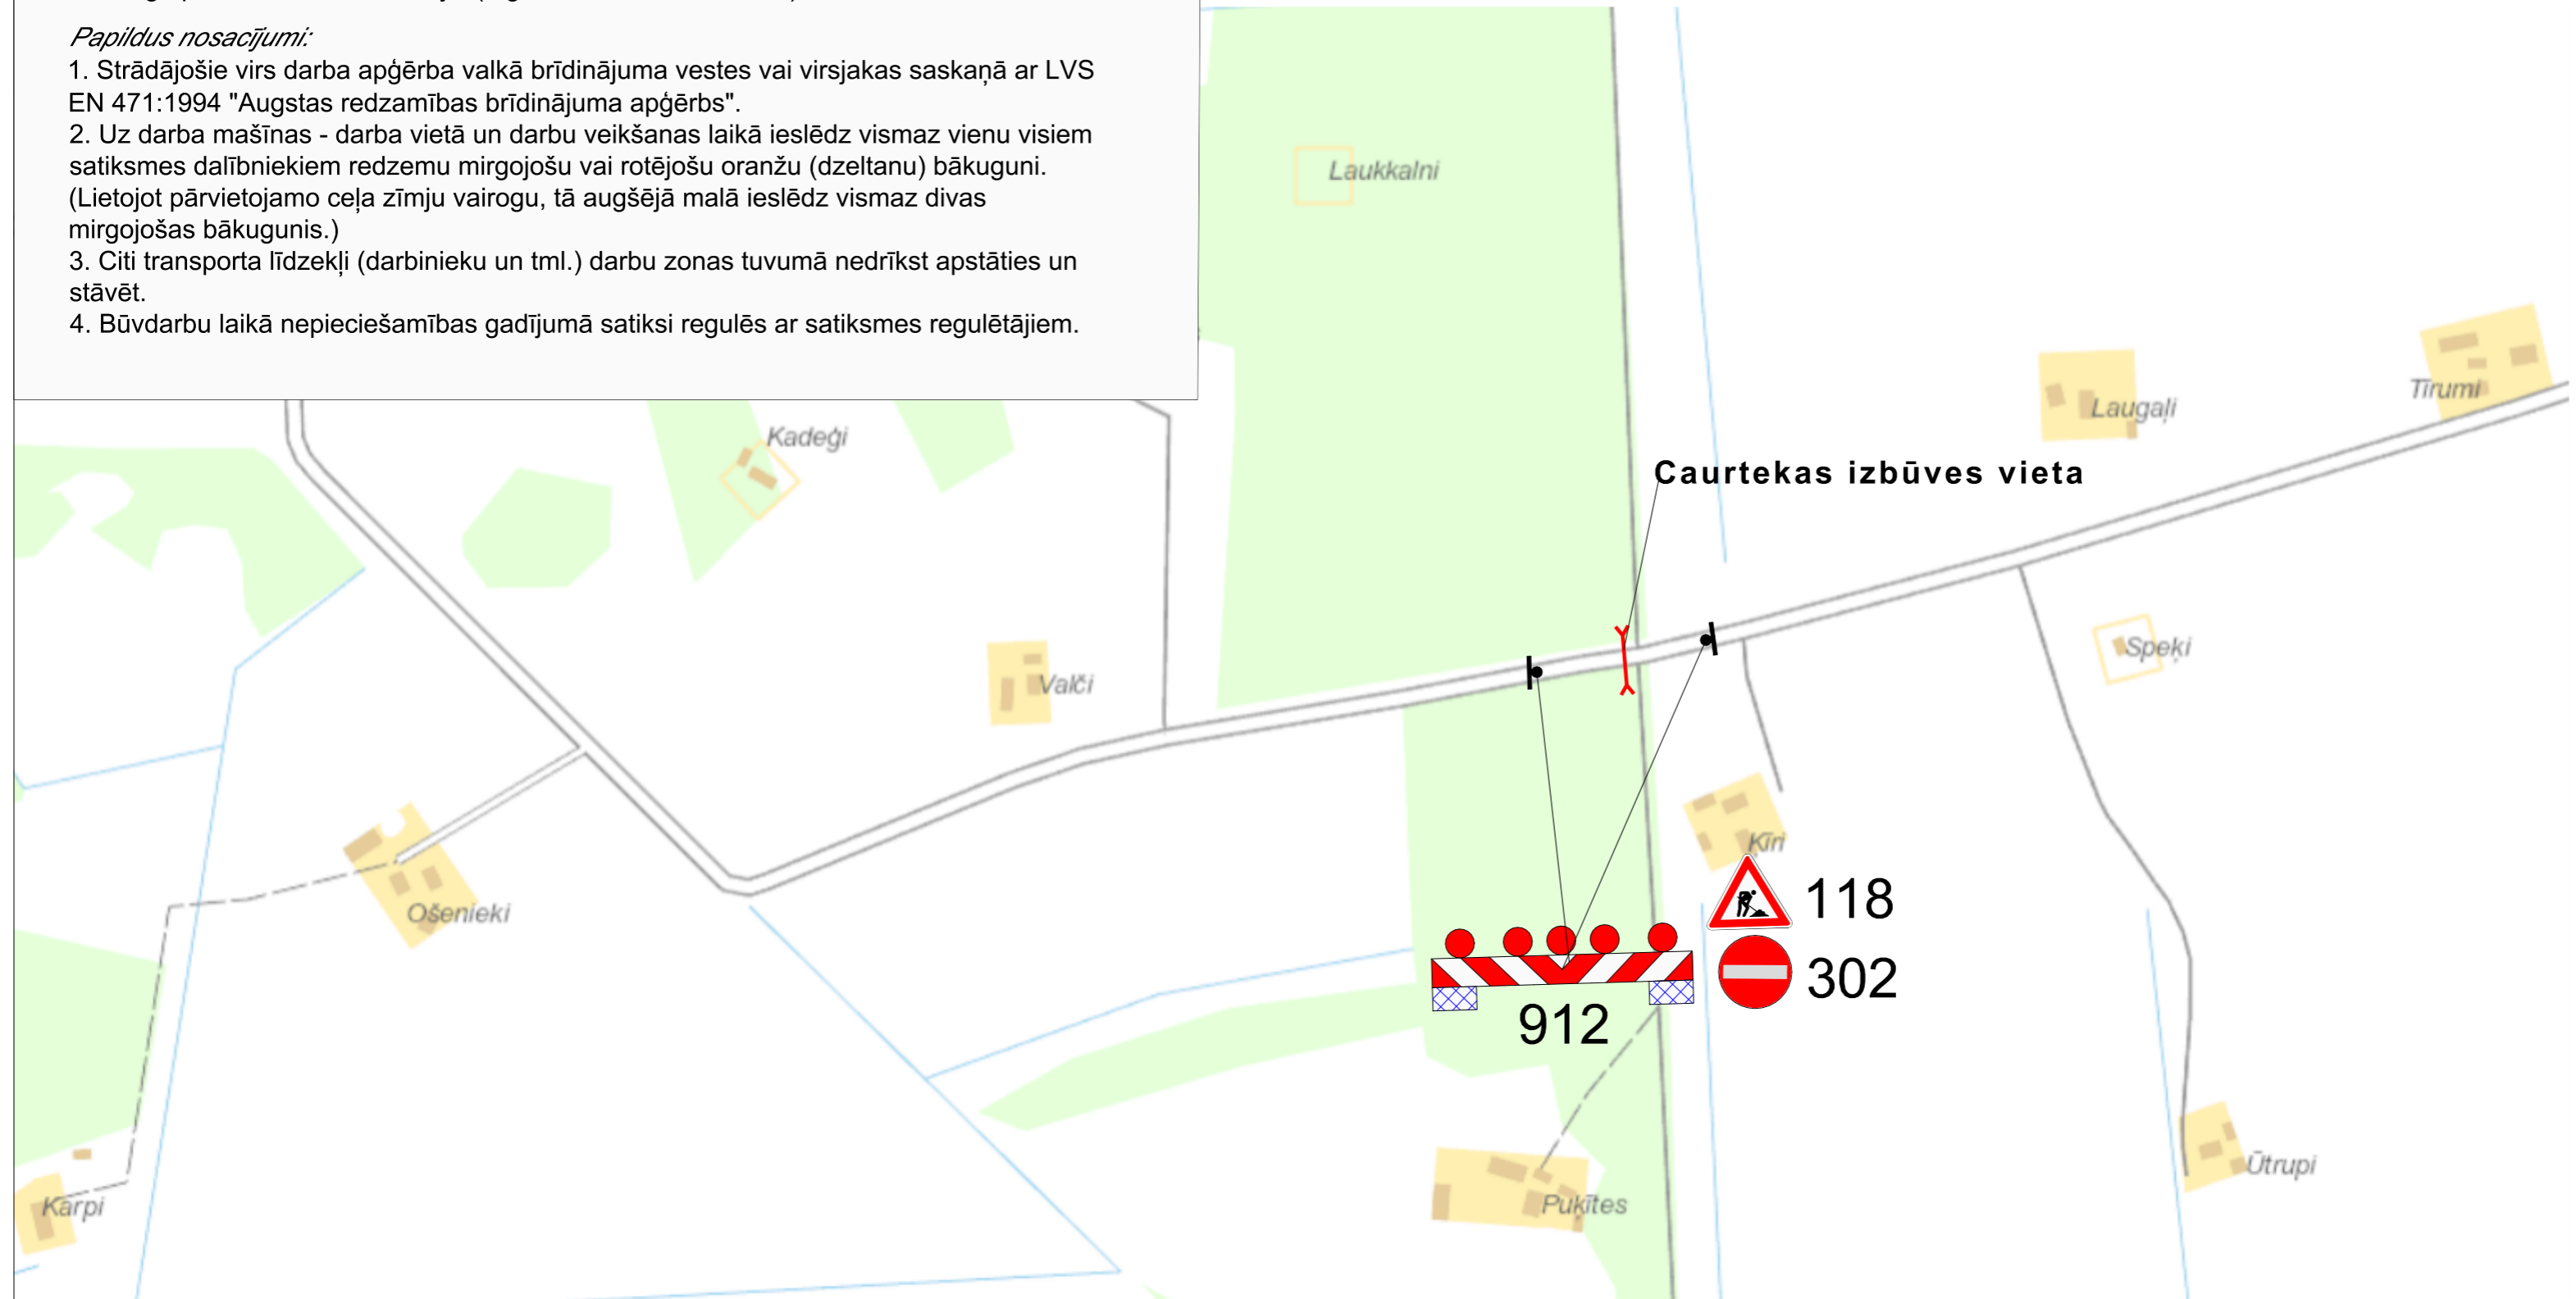 Papildus nosacījumi:
1. Strādājošie virs darba apģērba valkā brīdinājuma vestes vai virsjakas saskaņā ar LVS
EN 471:1994 "Augstas redzamības brīdinājuma apģērbs".
2. Uz darba mašīnas - darba vietā un darbu veikšanas laikā ieslēdz vismaz vienu visiem
satiksmes dalībniekiem redzemu mirgojošu vai rotējošu oranžu (dzeltanu) bākuguni.
(Lietojot pārvietojamo ceļa zīmju vairogu, tā augšējā malā ieslēdz vismaz divas
mirgojošas bākugunis.)
3. Citi transporta līdzekļi (darbinieku un tml.) darbu zonas tuvumā nedrīkst apstāties un
stāvēt.
4. Būvdarbu laikā nepieciešamības gadījumā satiksi regulēs ar satiksmes regulētājiem.
Laukkalni
Tīrumi
Laugaļi
Kadeģi
Caurtekas izbūves vieta
Speķi
Valči
Ķīri
118
Ošenieki
302
912
Ūtrupi
Puķītes
Kārpi